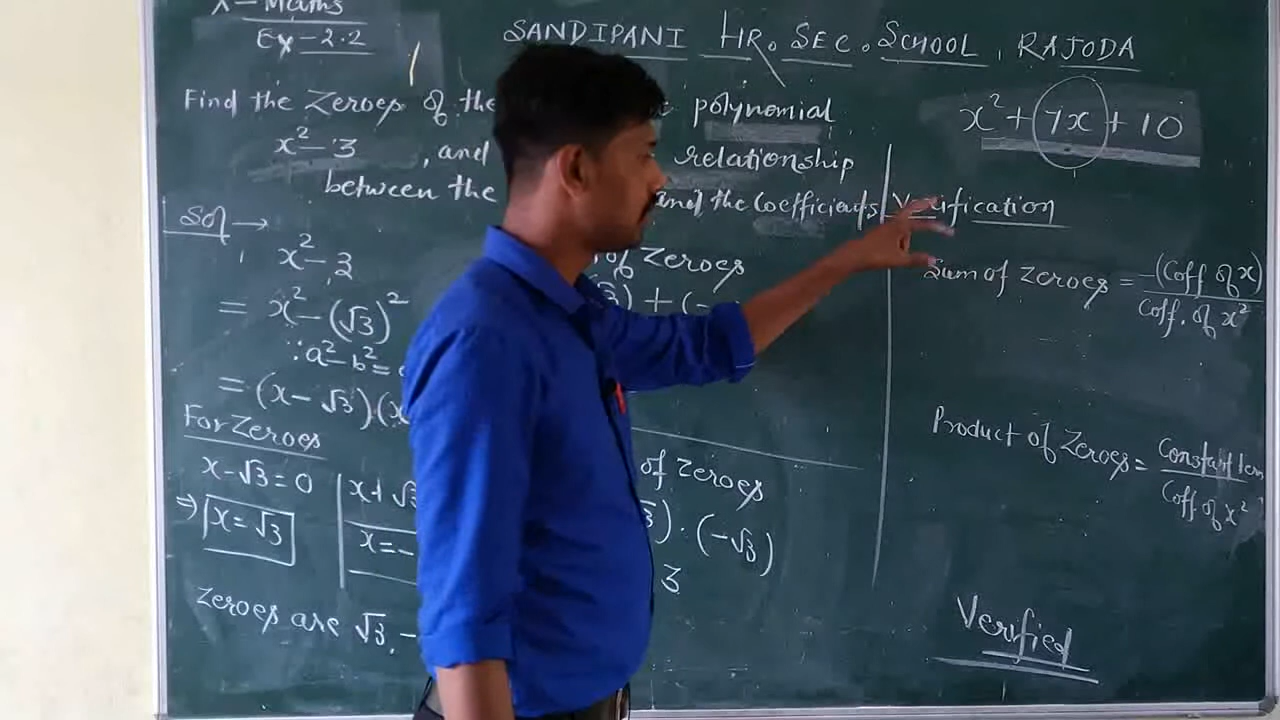 X - Maths
Ex - 2.2
SANDIPANI HR. SEC. SCHOOL, RAJODA
Find the Zeroes of the polynomial
x² - 3 , and relationship
between the and the Coefficients
Sol →
x² - 3
= x² - (√3)²
∵ a² - b² =
= (x - √3)(x
For Zeroes
x - √3 = 0
⇒ x = √3
x + √3
x = -
Zeroes are √3, -
of Zeroes
) + (-
of Zeroes
) . (-√3)
3
x² + 7x + 10
Verification
Sum of Zeroes = -(Coff of x) / Coff. of x²
Product of Zeroes = Constant term / Coff of x²
Verified